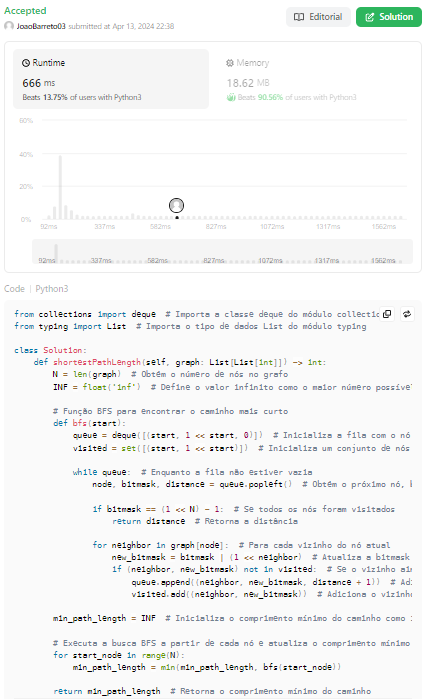 Accepted
JoaoBarreto03 submitted at Apr 13, 2024 22:38
Editorial
Solution
Runtime
666 ms
Beats 13.75% of users with Python3
Memory
18.62 MB
Beats 90.56% of users with Python3
60%
40%
20%
0%
92ms 337ms 582ms 827ms 1072ms 1317ms 1562ms
92ms 337ms 582ms 827ms 1072ms 1317ms 1562ms
Code | Python3
from collections import deque # Importa a classe deque do módulo collectio
from typing import List # Importa o tipo de dados List do módulo typing
class Solution:
def shortestPathLength(self, graph: List[List[int]]) -> int:
N = len(graph) # Obtém o número de nós no grafo
INF = float('inf') # Define o valor infinito como o maior número possível
# Função BFS para encontrar o caminho mais curto
def bfs(start):
queue = deque([(start, 1 << start, 0)]) # Inicializa a fila com o nó
visited = set([(start, 1 << start)]) # Inicializa um conjunto de nós
while queue: # Enquanto a fila não estiver vazia
node, bitmask, distance = queue.popleft() # Obtém o próximo nó, b
if bitmask == (1 << N) - 1: # Se todos os nós foram visitados
return distance # Retorna a distância
for neighbor in graph[node]: # Para cada vizinho do nó atual
new_bitmask = bitmask | (1 << neighbor) # Atualiza a bitmask
if (neighbor, new_bitmask) not in visited: # Se o vizinho ain
queue.append((neighbor, new_bitmask, distance + 1)) # Adi
visited.add((neighbor, new_bitmask)) # Adiciona o vizinho
min_path_length = INF # Inicializa o comprimento mínimo do caminho como i
# Executa a busca BFS a partir de cada nó e atualiza o comprimento mínimo
for start_node in range(N):
min_path_length = min(min_path_length, bfs(start_node))
return min_path_length # Retorna o comprimento mínimo do caminho